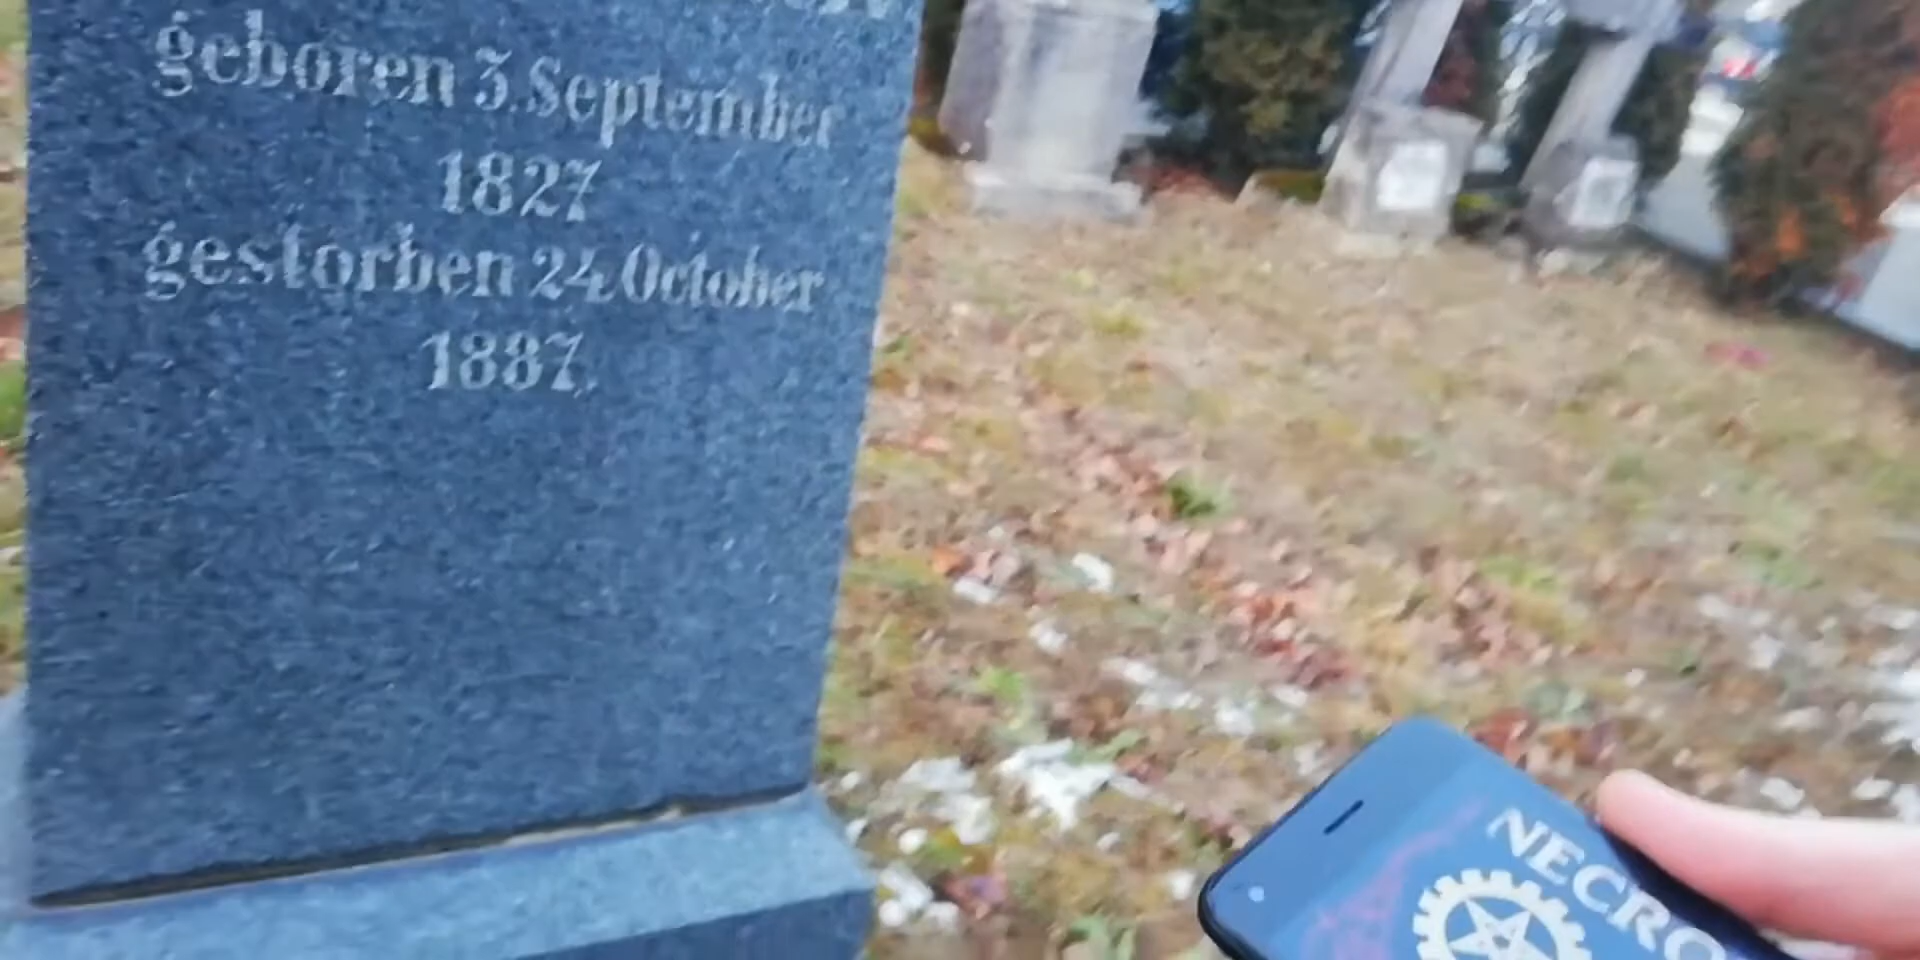 geboren 3. September
1827
gestorben 24. October
1887.
NECRO